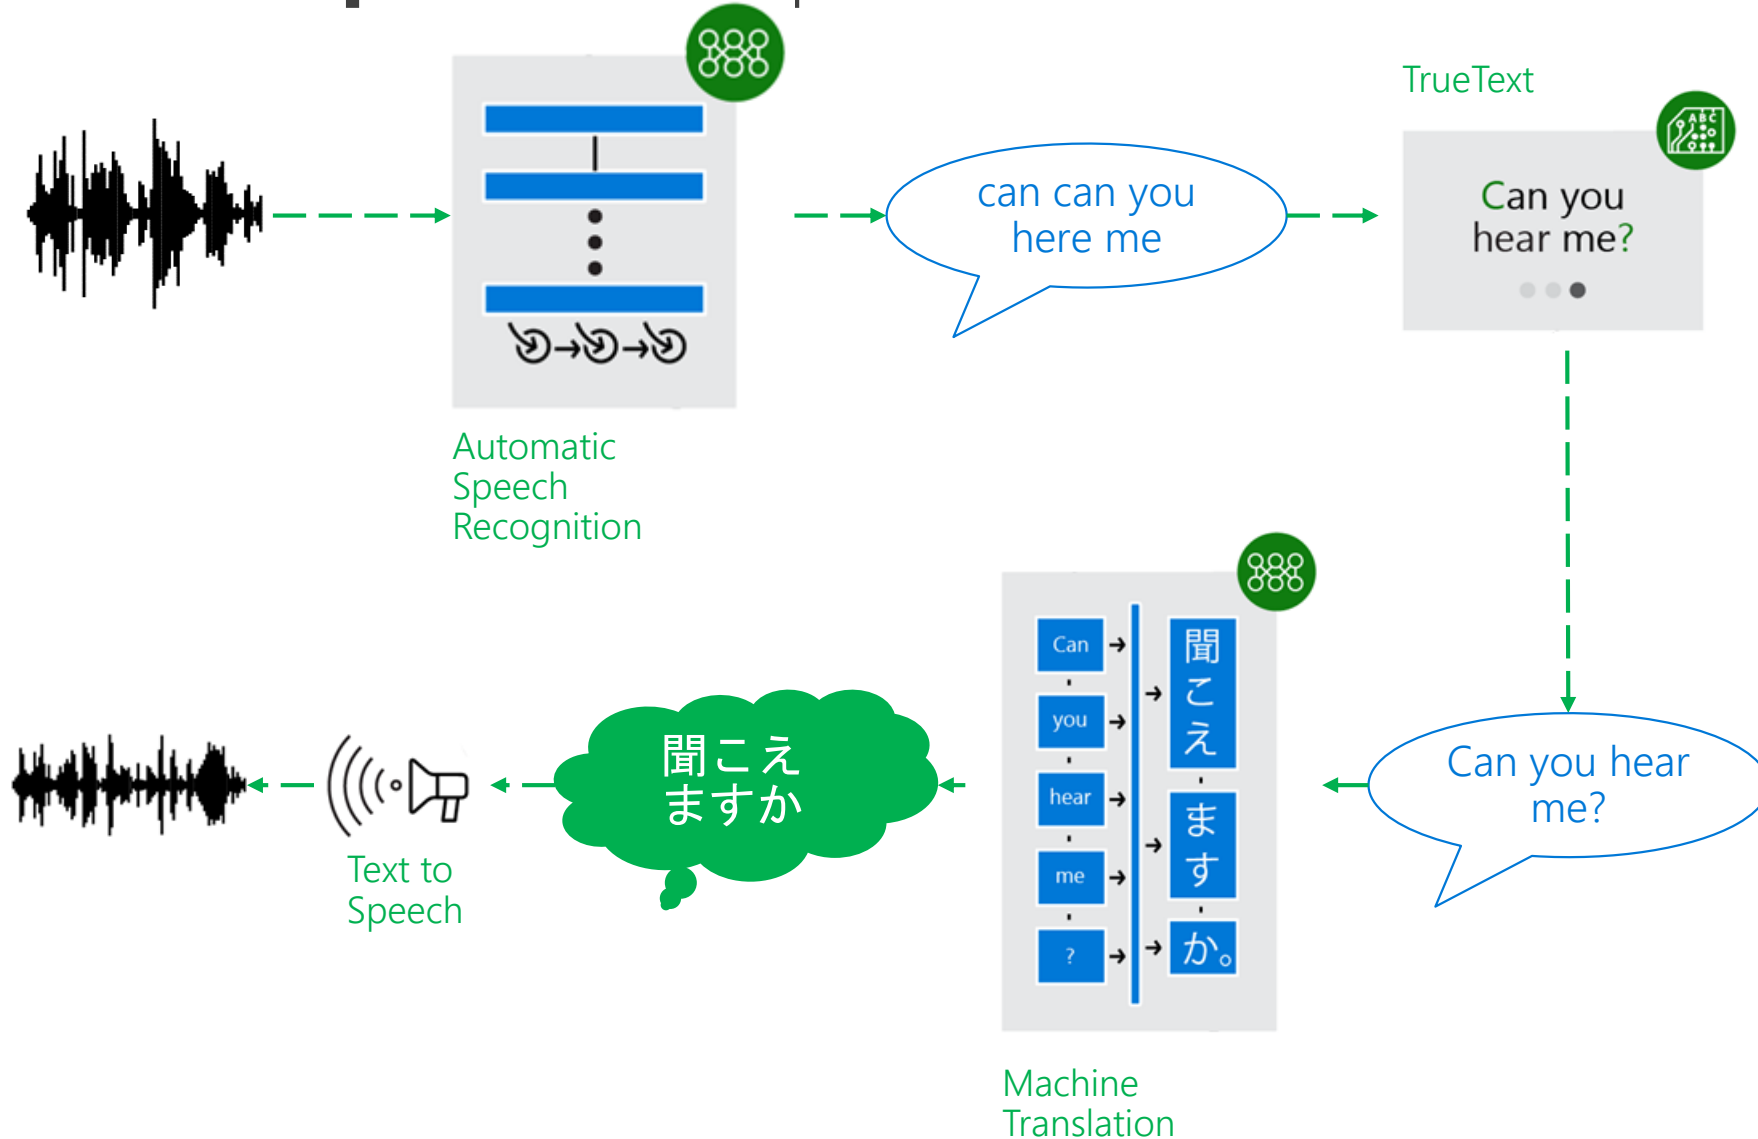 TrueText
ABC
can can you
here me
Can you
hear me?
Automatic
Speech
Recognition
Can you hear
me?
Can
you
hear
me
?
聞こえ
ます
か。
Machine
Translation
聞こえ
ますか
Text to
Speech